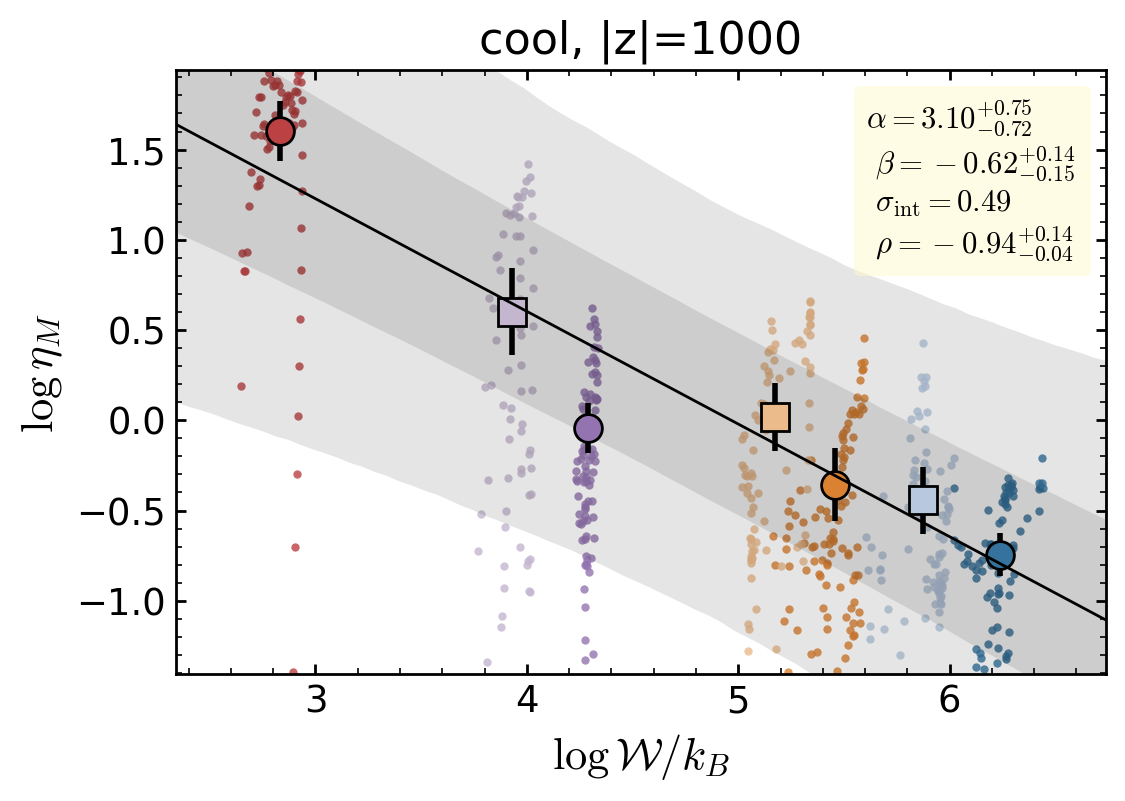 cool, |z|=1000
α = 3.10^{+0.75}_{−0.72}
β = −0.62^{+0.14}_{−0.15}
σ_{int} = 0.49
ρ = −0.94^{+0.14}_{−0.04}
log η_M
1.5
1.0
0.5
0.0
−0.5
−1.0
3 4 5 6
log 𝒲/k_B